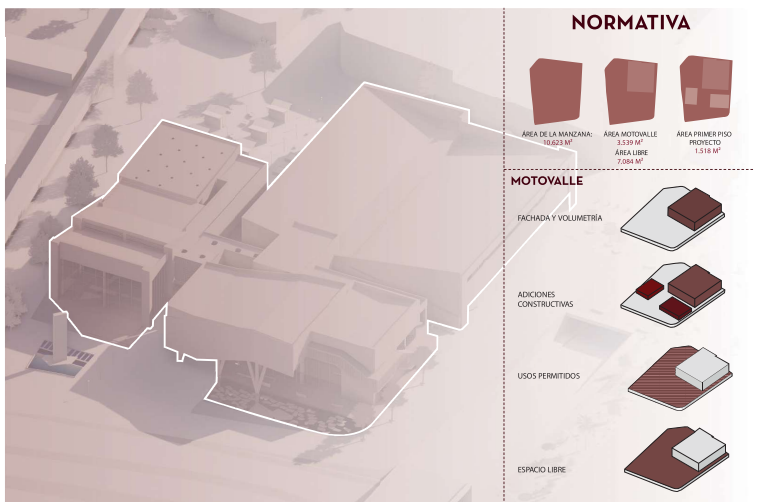 NORMATIVA
ÁREA DE LA MANZANA:
10.623 M²
ÁREA MOTOVALLE
3.539 M²
ÁREA LIBRE
7.084 M²
ÁREA PRIMER PISO
PROYECTO
1.518 M²
MOTOVALLE
FACHADA Y VOLUMETRÍA
ADICIONES
CONSTRUCTIVAS
USOS PERMITIDOS
ESPACIO LIBRE